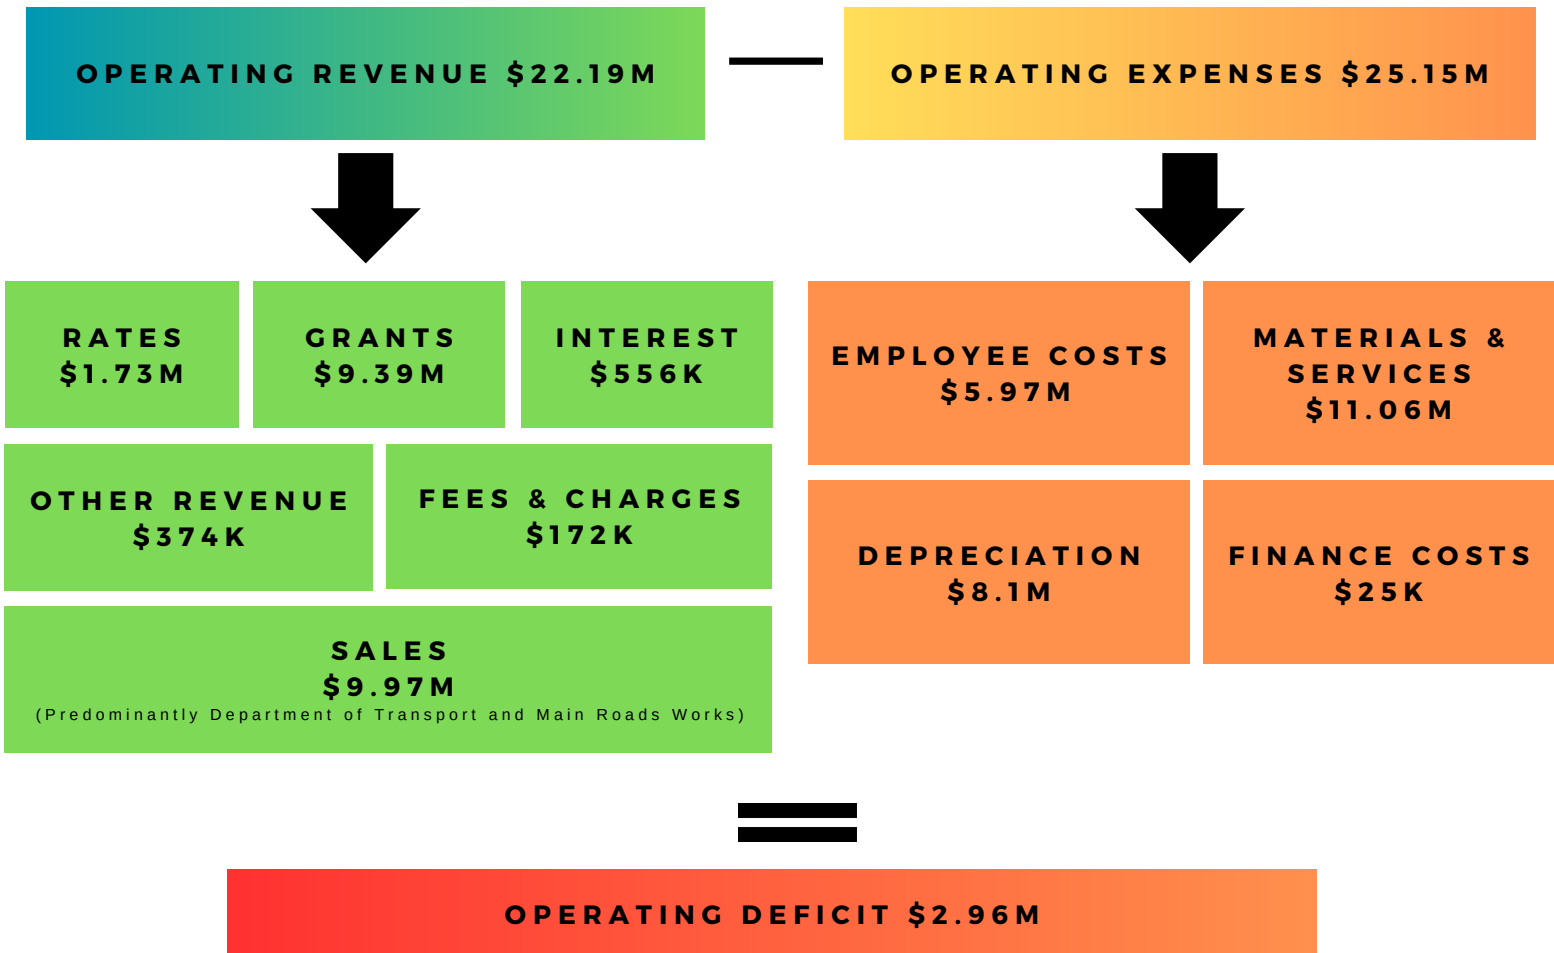 OPERATING REVENUE $22.19M
OPERATING EXPENSES $25.15M
RATES
$1.73M
GRANTS
$9.39M
INTEREST
$556K
OTHER REVENUE
$374K
FEES & CHARGES
$172K
SALES
$9.97M
(Predominantly Department of Transport and Main Roads Works)
EMPLOYEE COSTS
$5.97M
MATERIALS &
SERVICES
$11.06M
DEPRECIATION
$8.1M
FINANCE COSTS
$25K
OPERATING DEFICIT $2.96M